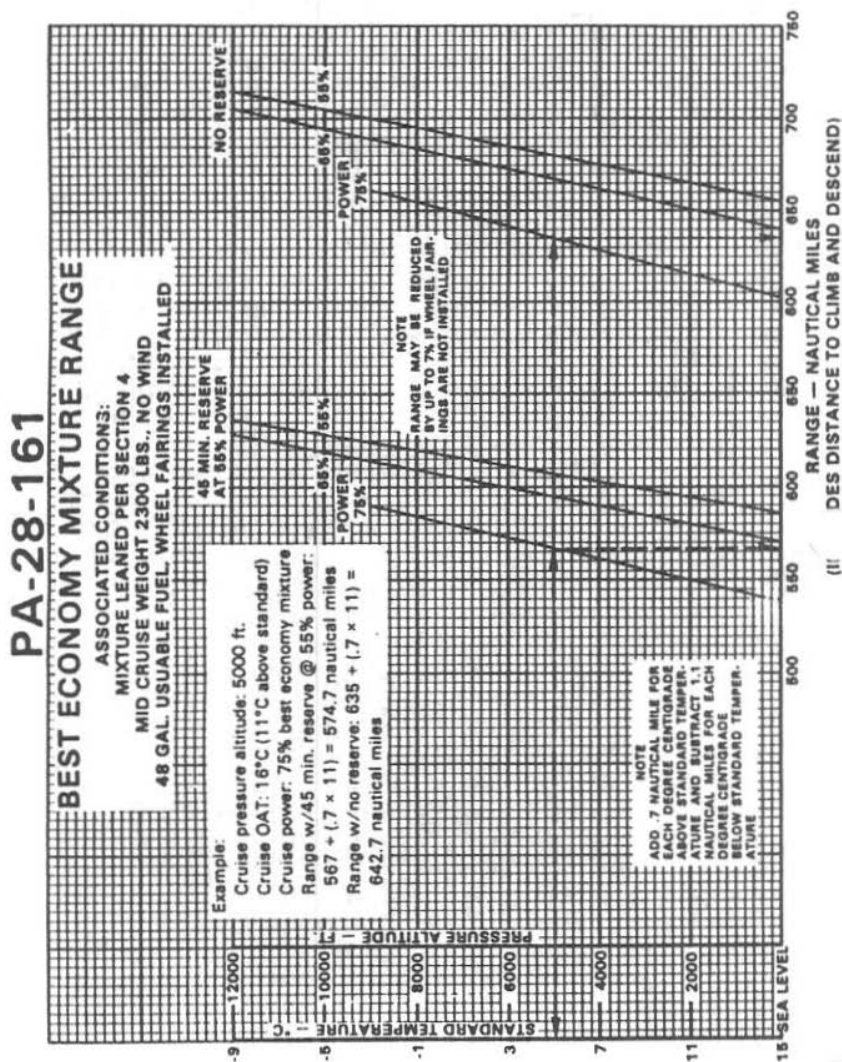 PA-28-161
BEST ECONOMY MIXTURE RANGE
ASSOCIATED CONDITIONS:
MIXTURE LEANED PER SECTION 4
MID CRUISE WEIGHT 2300 LBS., NO WIND
48 GAL. USUABLE FUEL, WHEEL FAIRINGS INSTALLED
Example:
Cruise pressure altitude: 5000 ft.
Cruise OAT: 16°C (11°C above standard)
Cruise power: 75% best economy mixture
Range w/45 min. reserve @ 55% power:
567 + (.7 × 11) = 574.7 nautical miles
Range w/no reserve: 635 + (.7 × 11) =
642.7 nautical miles
45 MIN. RESERVE
AT 55% POWER
POWER
75%
65%
55%
NO RESERVE
POWER
75%
65%
55%
NOTE
RANGE MAY BE REDUCED
BY UP TO 7% IF WHEEL FAIR-
INGS ARE NOT INSTALLED
NOTE
ADD .7 NAUTICAL MILE FOR
EACH DEGREE CENTIGRADE
ABOVE STANDARD TEMPER-
ATURE AND SUBTRACT 1.1
NAUTICAL MILES FOR EACH
DEGREE CENTIGRADE
BELOW STANDARD TEMPER-
ATURE
STANDARD TEMPERATURE – °C
PRESSURE ALTITUDE – FT.
-9 12000
-5 10000
-1 8000
3 6000
7 4000
11 2000
15 SEA LEVEL
500 550 600 650 600 650 700 750
RANGE — NAUTICAL MILES
DES DISTANCE TO CLIMB AND DESCEND)